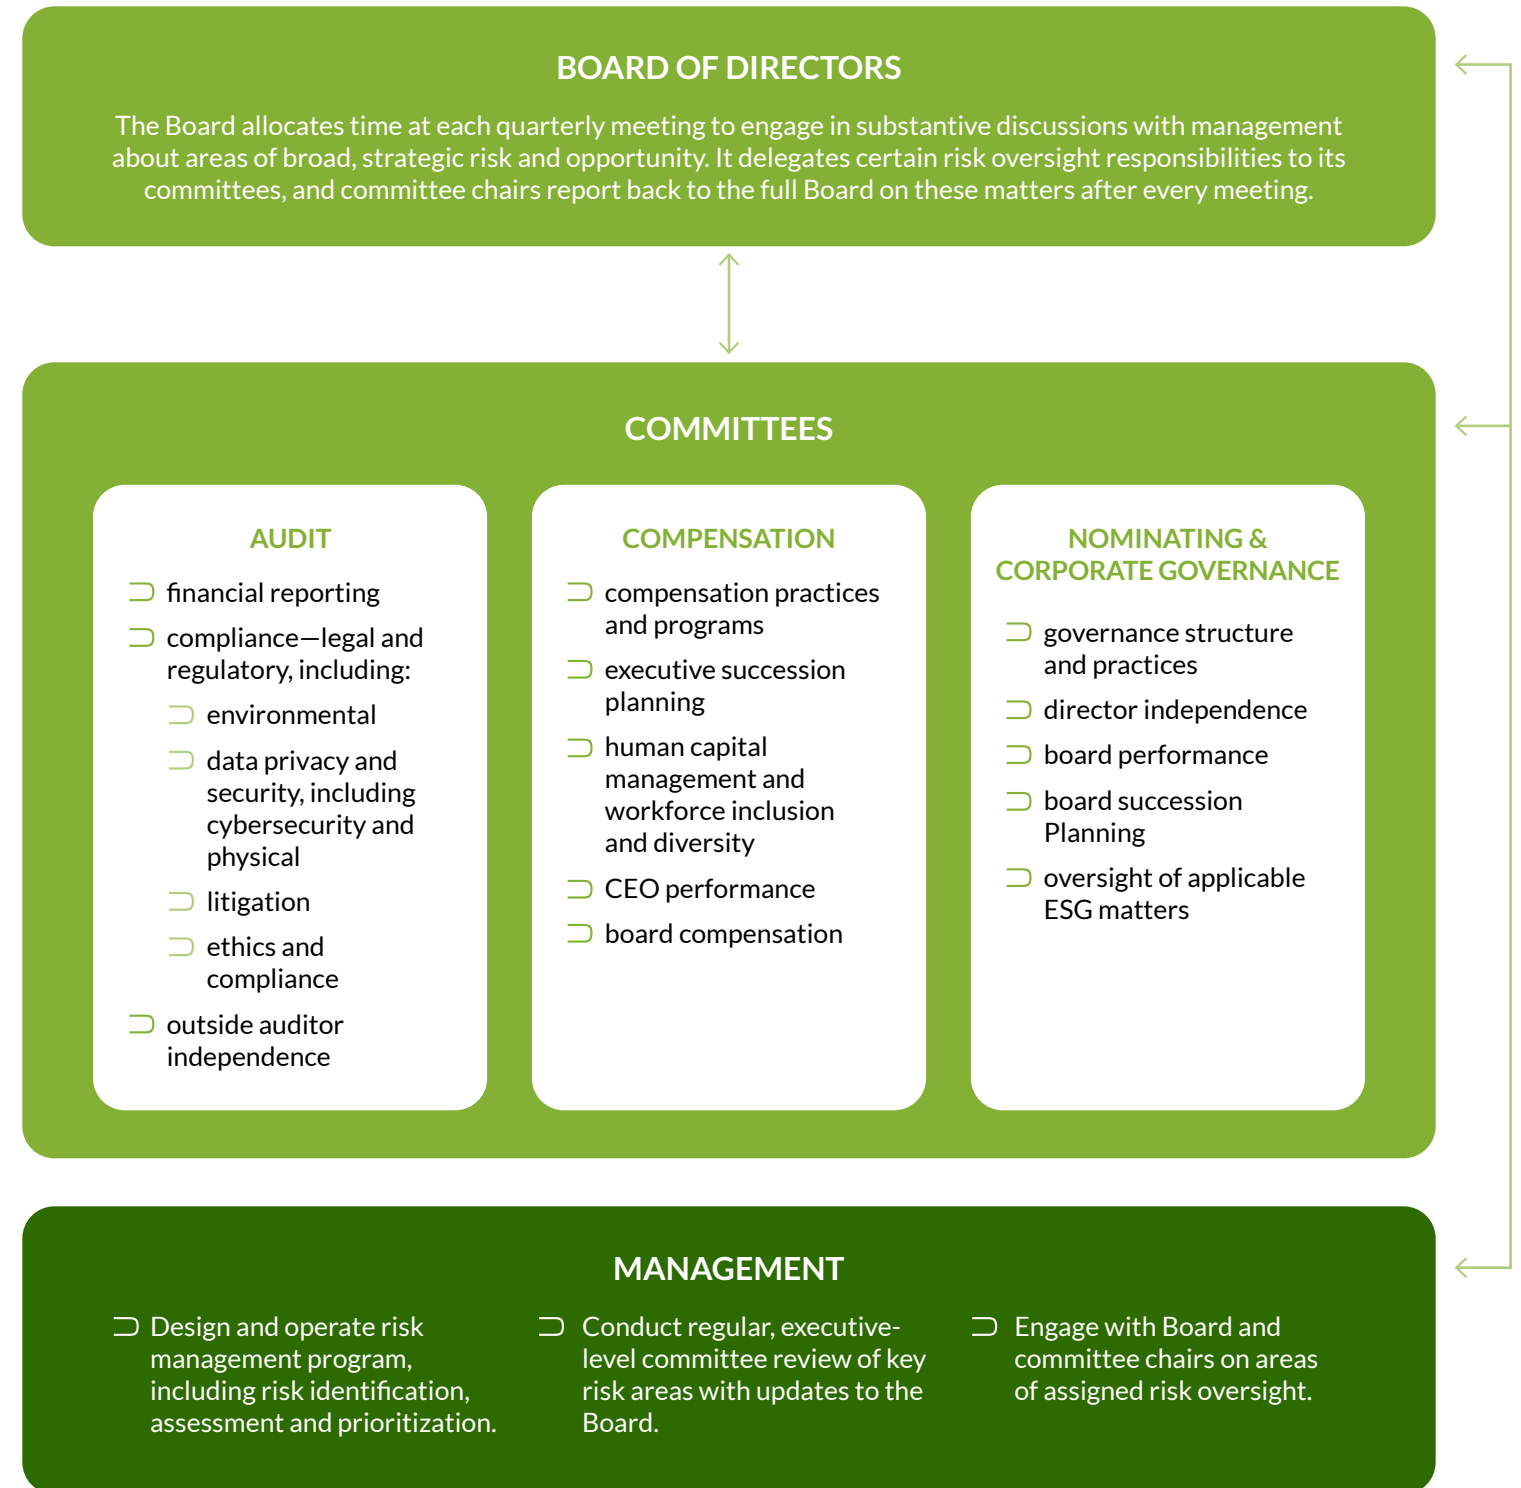 BOARD OF DIRECTORS
The Board allocates time at each quarterly meeting to engage in substantive discussions with management
about areas of broad, strategic risk and opportunity. It delegates certain risk oversight responsibilities to its
committees, and committee chairs report back to the full Board on these matters after every meeting.
COMMITTEES
AUDIT
financial reporting
compliance—legal and
regulatory, including:
environmental
data privacy and
security, including
cybersecurity and
physical
litigation
ethics and
compliance
outside auditor
independence
COMPENSATION
compensation practices
and programs
executive succession
planning
human capital
management and
workforce inclusion
and diversity
CEO performance
board compensation
NOMINATING &
CORPORATE GOVERNANCE
governance structure
and practices
director independence
board performance
board succession
Planning
oversight of applicable
ESG matters
MANAGEMENT
Design and operate risk
management program,
including risk identification,
assessment and prioritization.
Conduct regular, executive-
level committee review of key
risk areas with updates to the
Board.
Engage with Board and
committee chairs on areas
of assigned risk oversight.